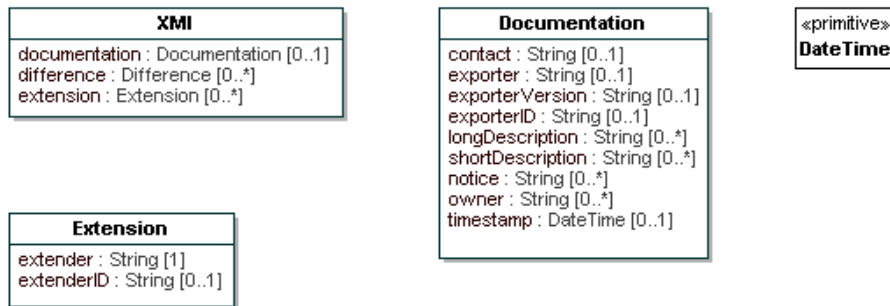 XMI
documentation : Documentation [0..1]
difference : Difference [0..*]
extension : Extension [0..*]
Documentation
contact : String [0..1]
exporter : String [0..1]
exporterVersion : String [0..1]
exporterID : String [0..1]
longDescription : String [0..*]
shortDescription : String [0..*]
notice : String [0..*]
owner : String [0..*]
timestamp : DateTime [0..1]
«primitive»
DateTime
Extension
extender : String [1]
extenderID : String [0..1]